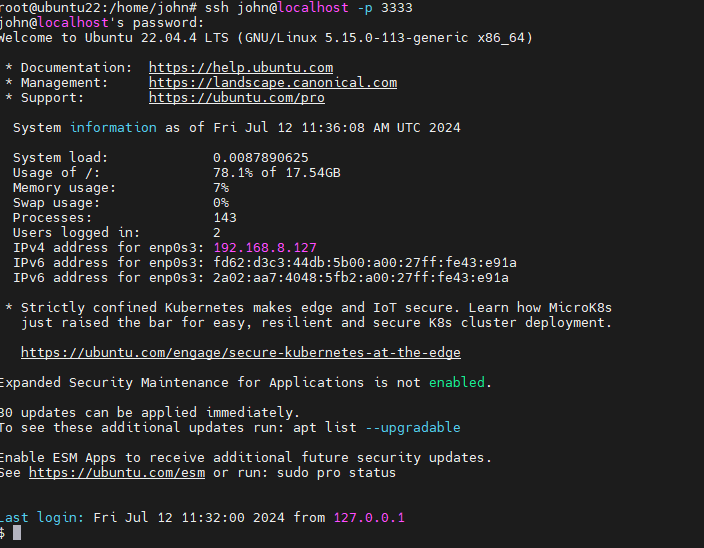 root@ubuntu22:/home/john# ssh john@localhost -p 3333
john@localhost's password:
Welcome to Ubuntu 22.04.4 LTS (GNU/Linux 5.15.0-113-generic x86_64)
* Documentation:  https://help.ubuntu.com
* Management:     https://landscape.canonical.com
* Support:        https://ubuntu.com/pro
System information as of Fri Jul 12 11:36:08 AM UTC 2024
System load:             0.0087890625
Usage of /:              78.1% of 17.54GB
Memory usage:            7%
Swap usage:              0%
Processes:               143
Users logged in:         2
IPv4 address for enp0s3: 192.168.8.127
IPv6 address for enp0s3: fd62:d3c3:44db:5b00:a00:27ff:fe43:e91a
IPv6 address for enp0s3: 2a02:aa7:4048:5fb2:a00:27ff:fe43:e91a
* Strictly confined Kubernetes makes edge and IoT secure. Learn how MicroK8s
just raised the bar for easy, resilient and secure K8s cluster deployment.
https://ubuntu.com/engage/secure-kubernetes-at-the-edge
Expanded Security Maintenance for Applications is not enabled.
30 updates can be applied immediately.
To see these additional updates run: apt list --upgradable
Enable ESM Apps to receive additional future security updates.
See https://ubuntu.com/esm or run: sudo pro status
Last login: Fri Jul 12 11:32:00 2024 from 127.0.0.1
$